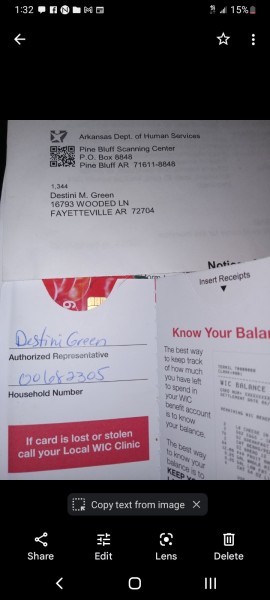 1:32
15%
Arkansas Dept. of Human Services
Pine Bluff Scanning Center
P.O. Box 8848
Pine Bluff AR 71611-8848
1,344
Destini M. Green
16793 WOODED LN
FAYETTEVILLE AR 72704
Insert Receipts
Destini Green
Authorized Representative
00682305
Household Number
If card is lost or stolen
call your Local WIC Clinic
Know Your Balan
The best way
to keep track
of how much
you have left
to spend in
your WIC
benefit account
is to know
your balance.
The best way
to know your
balance is to
KEEP
WIC BALANCE
Copy text from image
Share
Edit
Lens
Delete